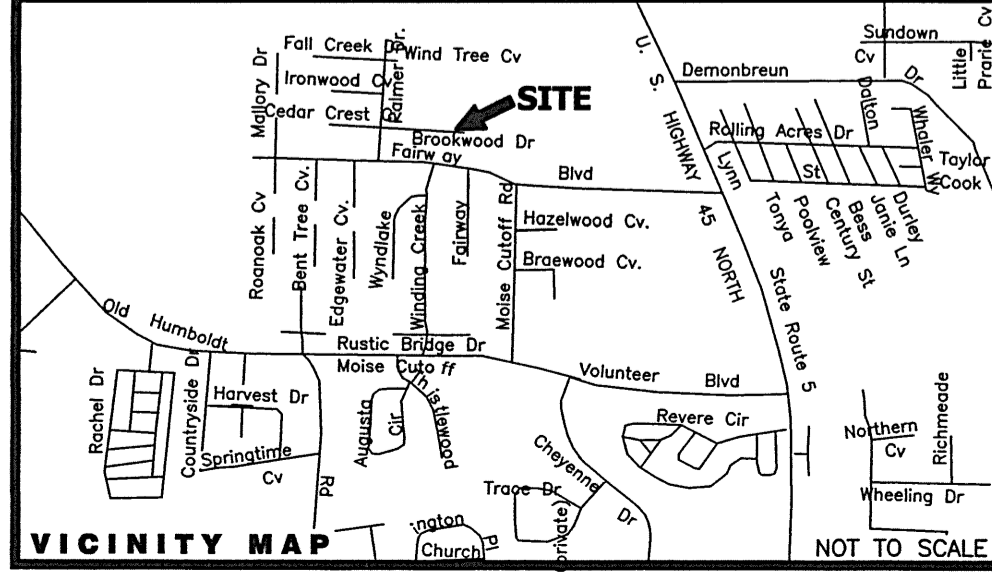 Fall Creek Dr
Wind Tree Cv
Ironwood Cv
Cedar Crest C
Mallory Dr
Palmer Dr.
SITE
Brookwood Dr
Fairway
Blvd
U. S. HIGHWAY
45 NORTH
State Route 5
Demonbreun
Dr
Sundown
Cv
Little
Prarie Cv
Dalton
Whaler Wy
Rolling Acres Dr
Taylor
Cook
Lynn
St
Tonya
Poolview
Century St
Bess
Janie Ln
Durley
Roanoak Cv
Bent Tree Cv.
Edgewater Cv.
Wyndlake
Winding Creek
Fairway
Moise Cutoff Rd
Hazelwood Cv.
Braewood Cv.
Old Humboldt
Rd
Rustic Bridge Dr
Moise Cutoff
Volunteer Blvd
Rachel Dr
Countryside Dr
Harvest Dr
Springtime
Cv
Augusta
Cir
Thistlewood
Cheyenne
Dr
Trace Dr
(private)
Revere Cir
Northern
Cv
Richmeade
Wheeling Dr
ington
Church
Pl
VICINITY MAP
NOT TO SCALE